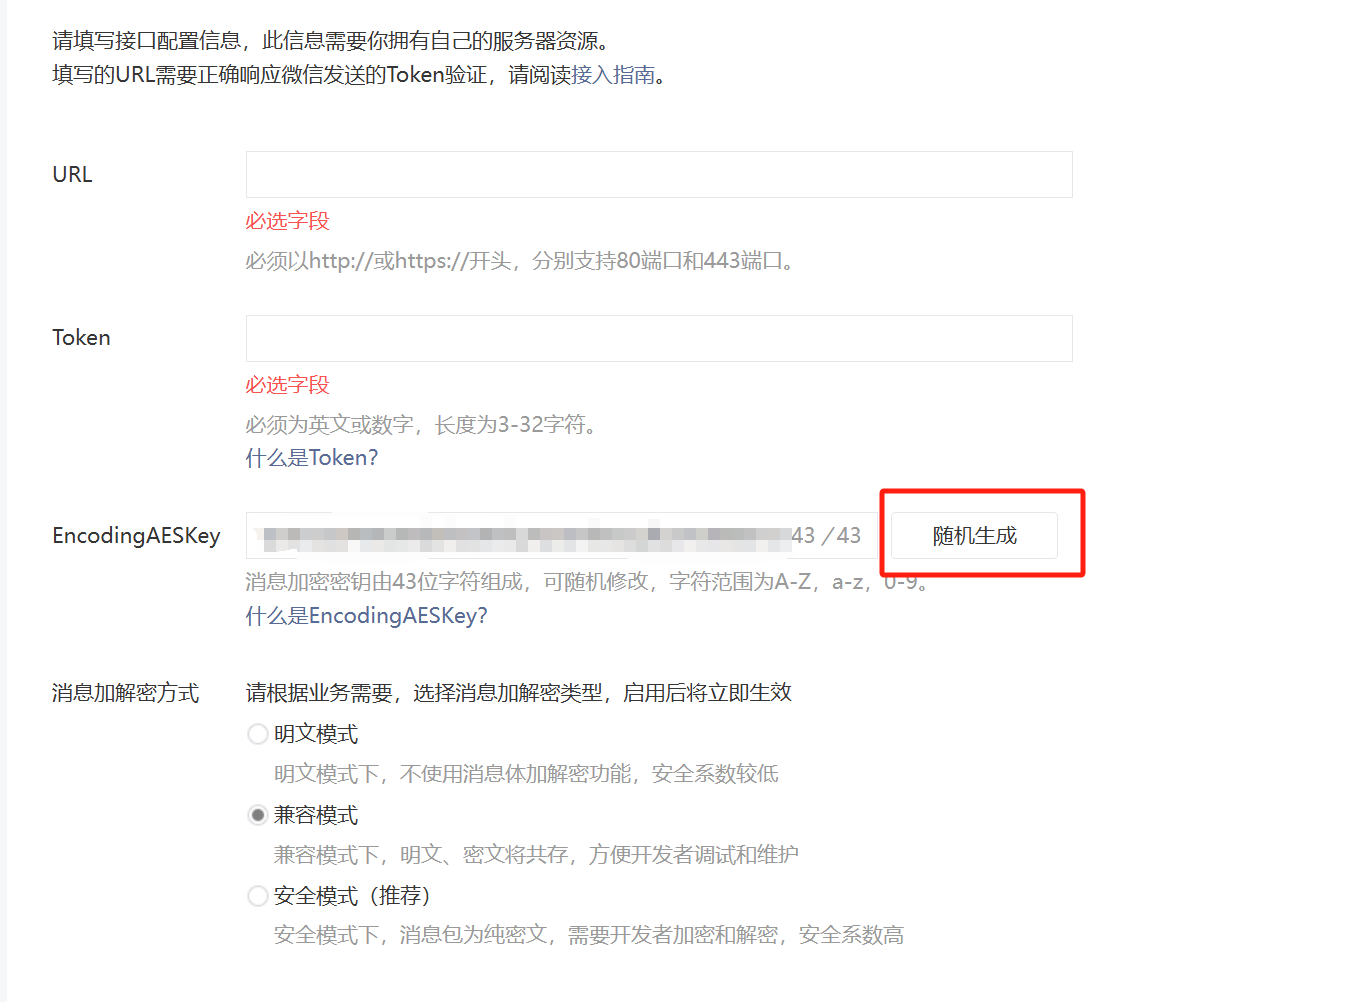 请填写接口配置信息，此信息需要你拥有自己的服务器资源。
填写的URL需要正确响应微信发送的Token验证，请阅读接入指南。
URL
必选字段
必须以http://或https://开头，分别支持80端口和443端口。
Token
必选字段
必须为英文或数字，长度为3-32字符。
什么是Token?
EncodingAESKey
43 / 43
随机生成
消息加密密钥由43位字符组成，可随机修改，字符范围为A-Z，a-z，0-9。
什么是EncodingAESKey?
消息加解密方式
请根据业务需要，选择消息加解密类型，启用后将立即生效
明文模式
明文模式下，不使用消息体加解密功能，安全系数较低
兼容模式
兼容模式下，明文、密文将共存，方便开发者调试和维护
安全模式（推荐）
安全模式下，消息包为纯密文，需要开发者加密和解密，安全系数高